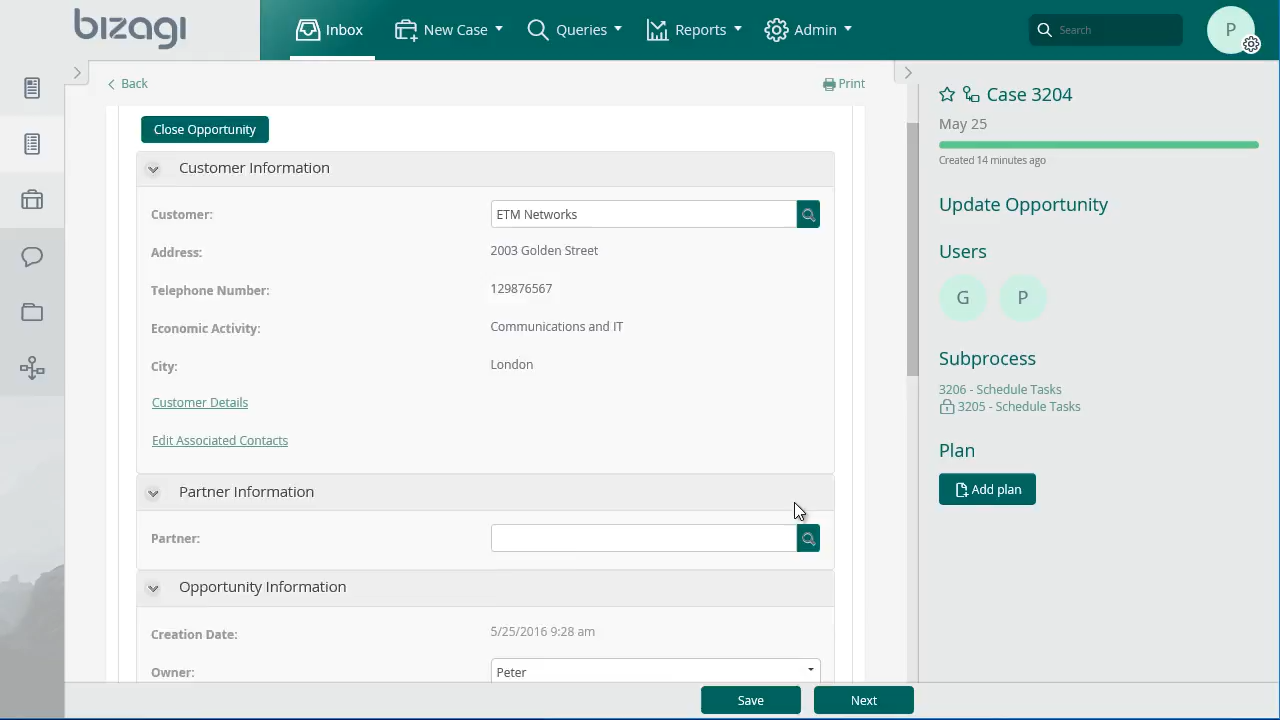 bizagi
Inbox
New Case
Queries
Reports
Admin
Search
P
Back
Print
Close Opportunity
Customer Information
Customer: ETM Networks
Address: 2003 Golden Street
Telephone Number: 129876567
Economic Activity: Communications and IT
City: London
Customer Details
Edit Associated Contacts
Partner Information
Partner:
Opportunity Information
Creation Date: 5/25/2016 9:28 am
Owner: Peter
Save
Next
Case 3204
May 25
Created 14 minutes ago
Update Opportunity
Users
G P
Subprocess
3206 - Schedule Tasks
3205 - Schedule Tasks
Plan
Add plan